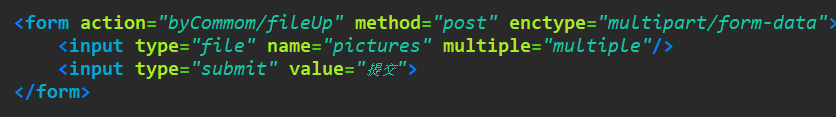 <form action="byCommom/fileUp" method="post" enctype="multipart/form-data">
<input type="file" name="pictures" multiple="multiple"/>
<input type="submit" value="提交">
</form>